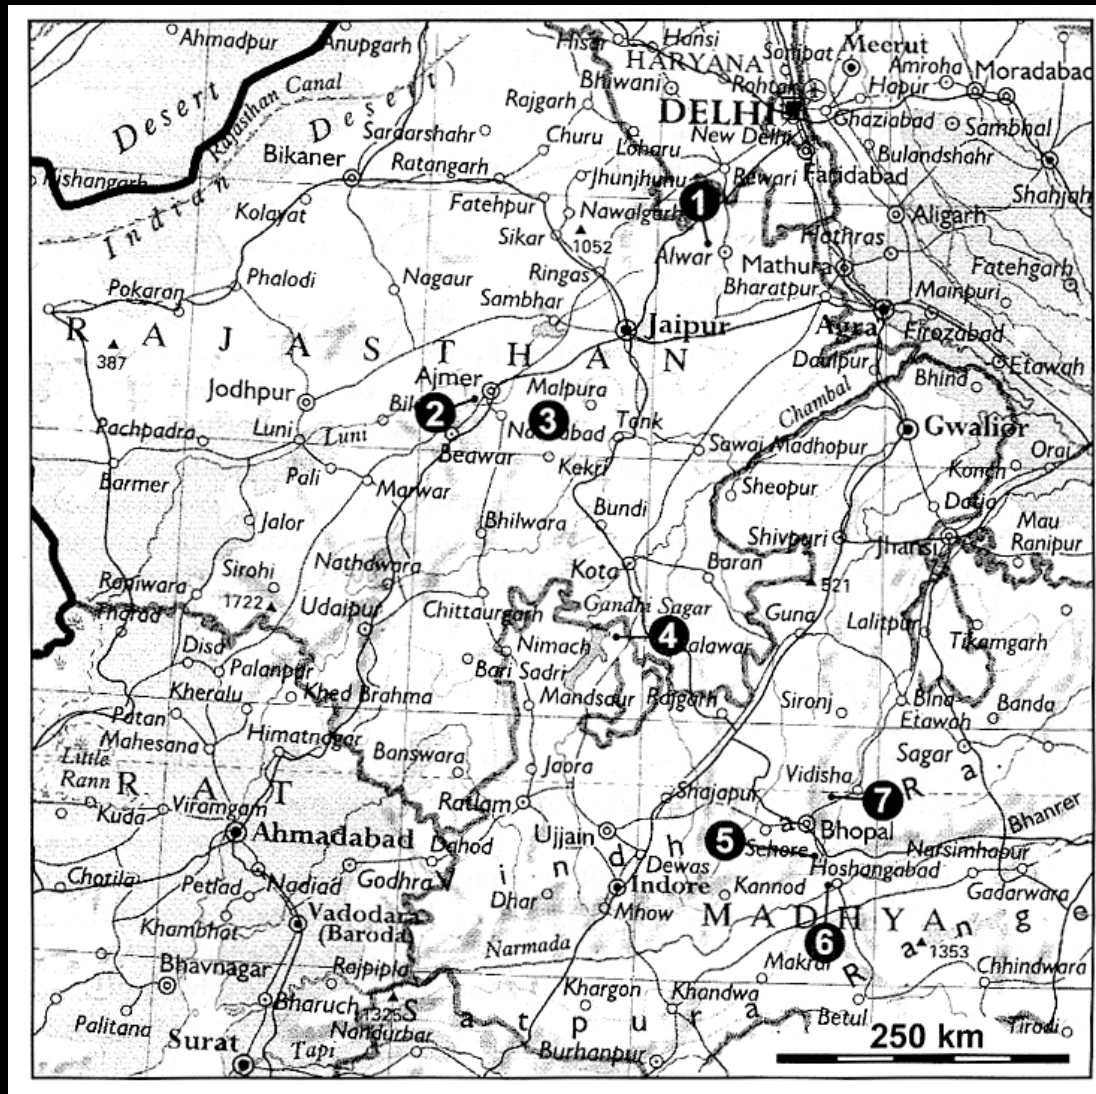 Ahmadpur
Anupgarh
Hisar
Hansi
HARYANA
Sonipat
Meerut
Amroha
Moradabad
Bhiwani
Rohtak
Hapur
Rajgarh
DELHI
Ghaziabad
Sambhal
Desert
Rajasthan Canal
Desert
Indian
Sardarshahr
Churu
Loharu
New Delhi
Bulandshahr
Bikaner
Ratangarh
Jhunjhunu
Rewari
Faridabad
Shahjah
Kishangarh
1
Kolayat
Fatehpur
Nawalgarh
Aligarh
Sikar
1052
Alwar
Hathras
Phalodi
Nagaur
Ringas
Mathura
Fatehgarh
Pokaran
Sambhar
Bharatpur
Mainpuri
RAJASTHAN
Jaipur
Agra
Firozabad
387
Daulpur
Etawah
Ajmer
Malpura
Bhind
Jodhpur
Chambal
2
3
Pachpadra
Luni
Luni
Tonk
Gwalior
Beawar
Kekri
Sawai Madhopur
Orai
Barmer
Pali
Marwar
Konch
Sheopur
Datia
Jalor
Bhilwara
Bundi
Mau
Ranipur
Shivpuri
Jhansi
Nathdwara
Kota
Baran
521
Raniwara
Sirohi
1722
Udaipur
Chittaurgarh
Gandhi Sagar
Guna
Lalitpur
Tharad
4
Tikamgarh
Disa
Nimach
Palanpur
Bari Sadri
Kheralu
Khed Brahma
Mandsaur
Rajgarh
Sironj
Bina-
Etawah
Banda
Patan
Mahesana
Himatnagar
Banswara
Sagar
Little
Rann
Jaora
Vidisha
RAT
Ratlam
Shajapur
7
Kuda
Viramgam
Bhanrer
Ahmadabad
Ujjain
5
Sehore
Bhopal
Dahod
Dewas
Narsimhapur
Chotila
Petlad
Nadiad
Godhra
Indore
Kannod
Hoshangabad
Gadarwara
Dhar
Vindhya Range
Khambhat
Vadodara
(Baroda)
Mhow
MADHYA
6
Narmada
1353
Bhavnagar
Rajpipla
Makrai
Chhindwara
Bharuch
1325
Khargon
Khandwa
Satpura
Palitana
Nandurbar
Betul
250 km
Surat
Tapi
Burhanpur